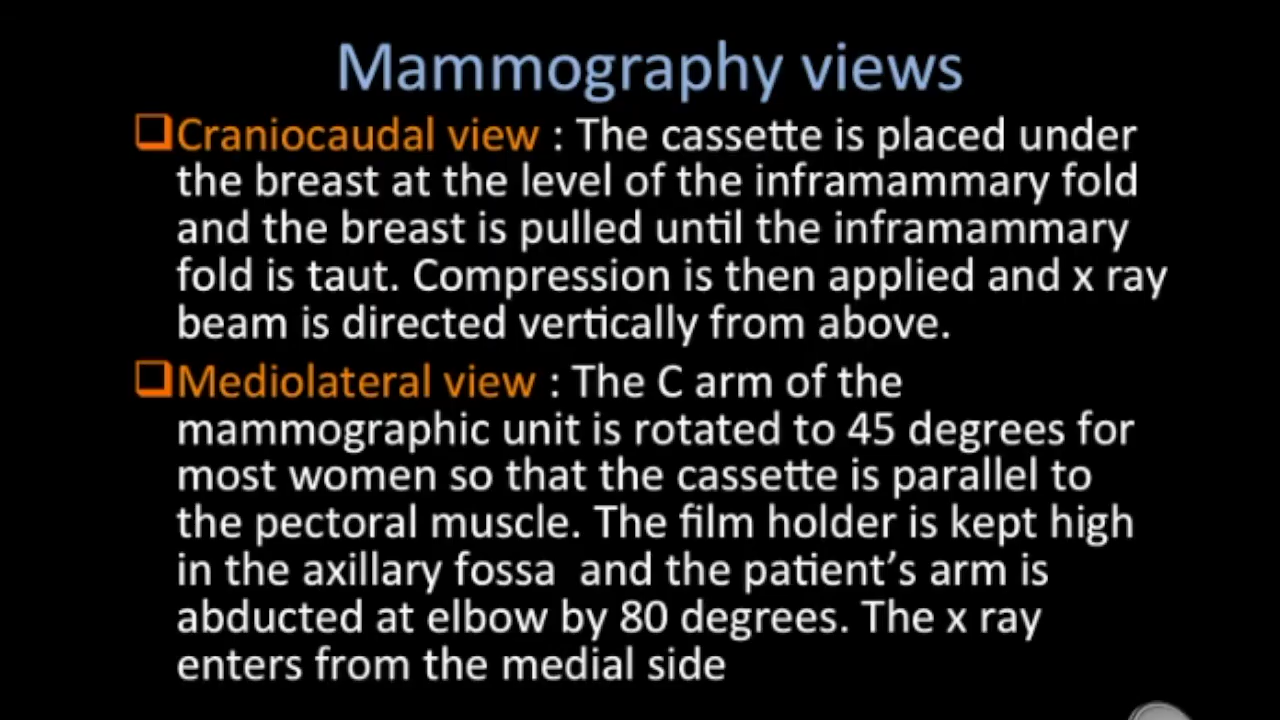 Mammography views
❑Craniocaudal view : The cassette is placed under
the breast at the level of the inframammary fold
and the breast is pulled until the inframammary
fold is taut. Compression is then applied and x ray
beam is directed vertically from above.
❑Mediolateral view : The C arm of the
mammographic unit is rotated to 45 degrees for
most women so that the cassette is parallel to
the pectoral muscle. The film holder is kept high
in the axillary fossa  and the patient’s arm is
abducted at elbow by 80 degrees. The x ray
enters from the medial side